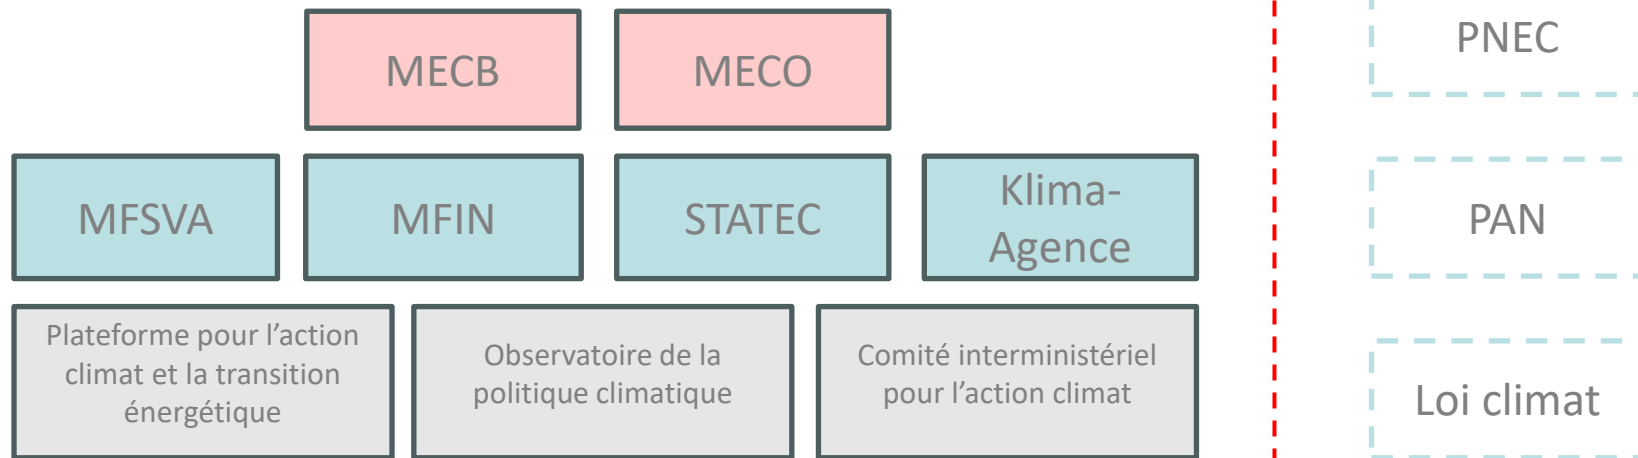 MECB
MECO
PNEC
MFSVA
MFIN
STATEC
Klima-
Agence
PAN
Plateforme pour l’action
climat et la transition
énergétique
Observatoire de la
politique climatique
Comité interministériel
pour l’action climat
Loi climat